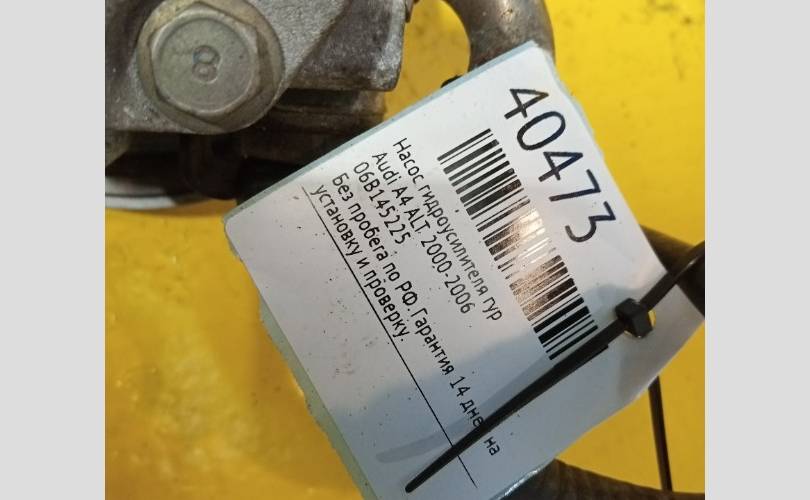 8
40473
Насос гидроусилителя гур
Audi A4 ALT. 2000-2006
06B145225
Без пробега по РФ. Гарантия 14 дней на
установку и проверку.